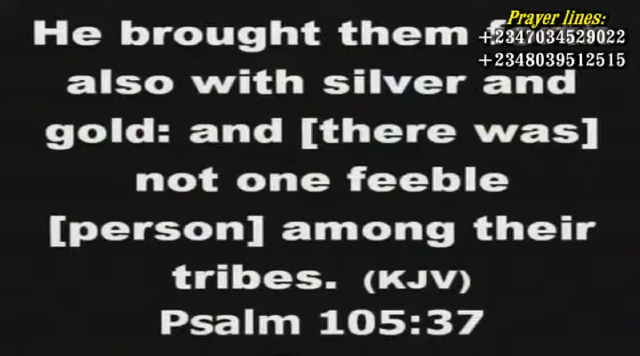 Prayer lines:
+2347034529022
+2348039512515
He brought them
also with silver and
gold: and [there was]
not one feeble
[person] among their
tribes. (KJV)
Psalm 105:37